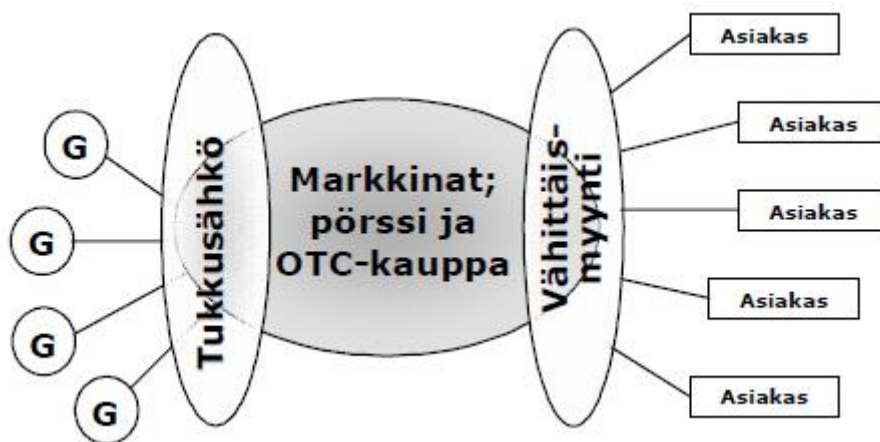 G
G
G
G
Tukkusähkö
Markkinat;
pörssi ja
OTC-kauppa
Vähittäis-
myynti
Asiakas
Asiakas
Asiakas
Asiakas
Asiakas